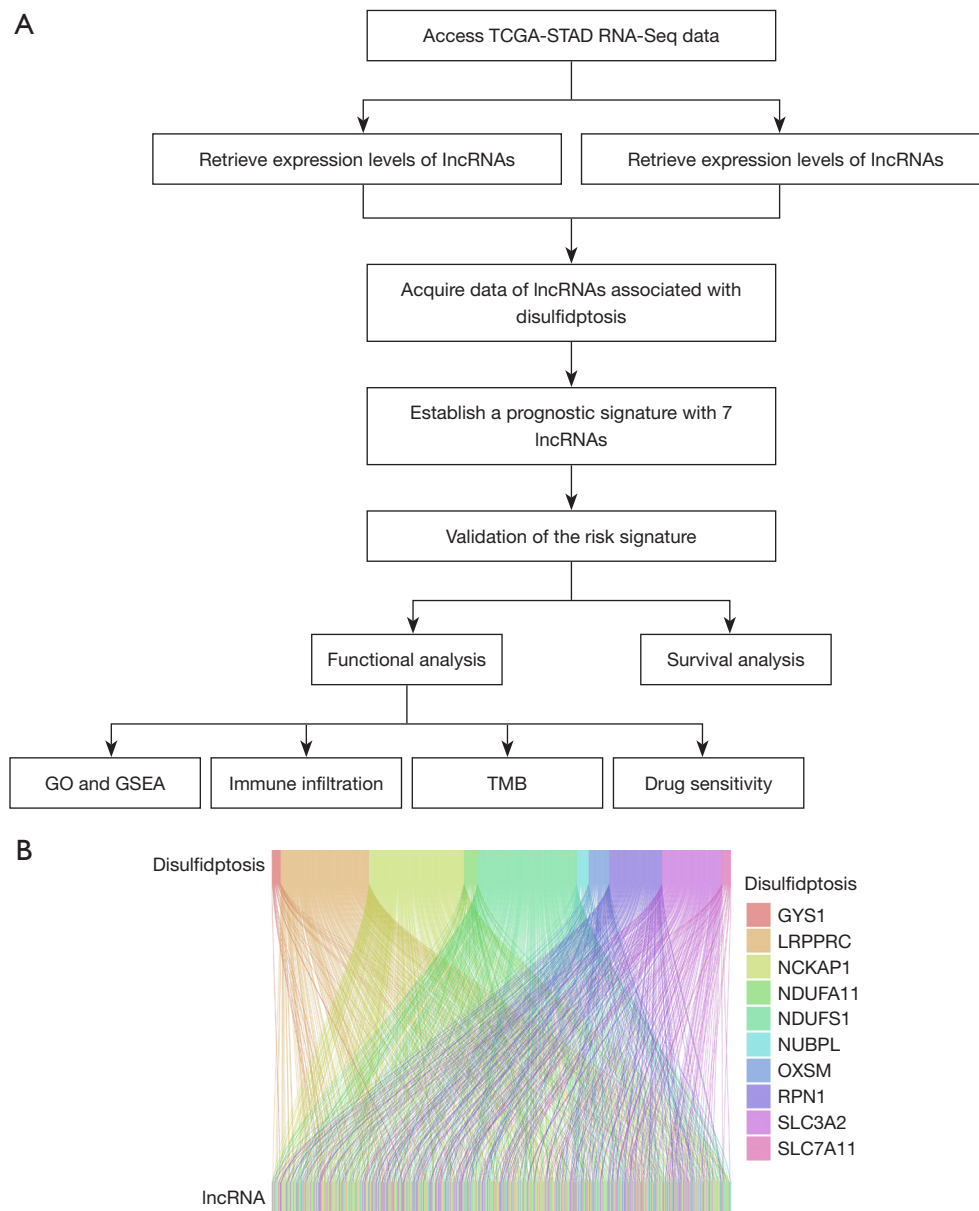 A
Access TCGA-STAD RNA-Seq data
Retrieve expression levels of lncRNAs
Retrieve expression levels of lncRNAs
Acquire data of lncRNAs associated with
disulfidptosis
Establish a prognostic signature with 7
lncRNAs
Validation of the risk signature
Functional analysis
Survival analysis
GO and GSEA
Immune infiltration
TMB
Drug sensitivity
B
Disulfidptosis
lncRNA
Disulfidptosis
GYS1
LRPPRC
NCKAP1
NDUFA11
NDUFS1
NUBPL
OXSM
RPN1
SLC3A2
SLC7A11